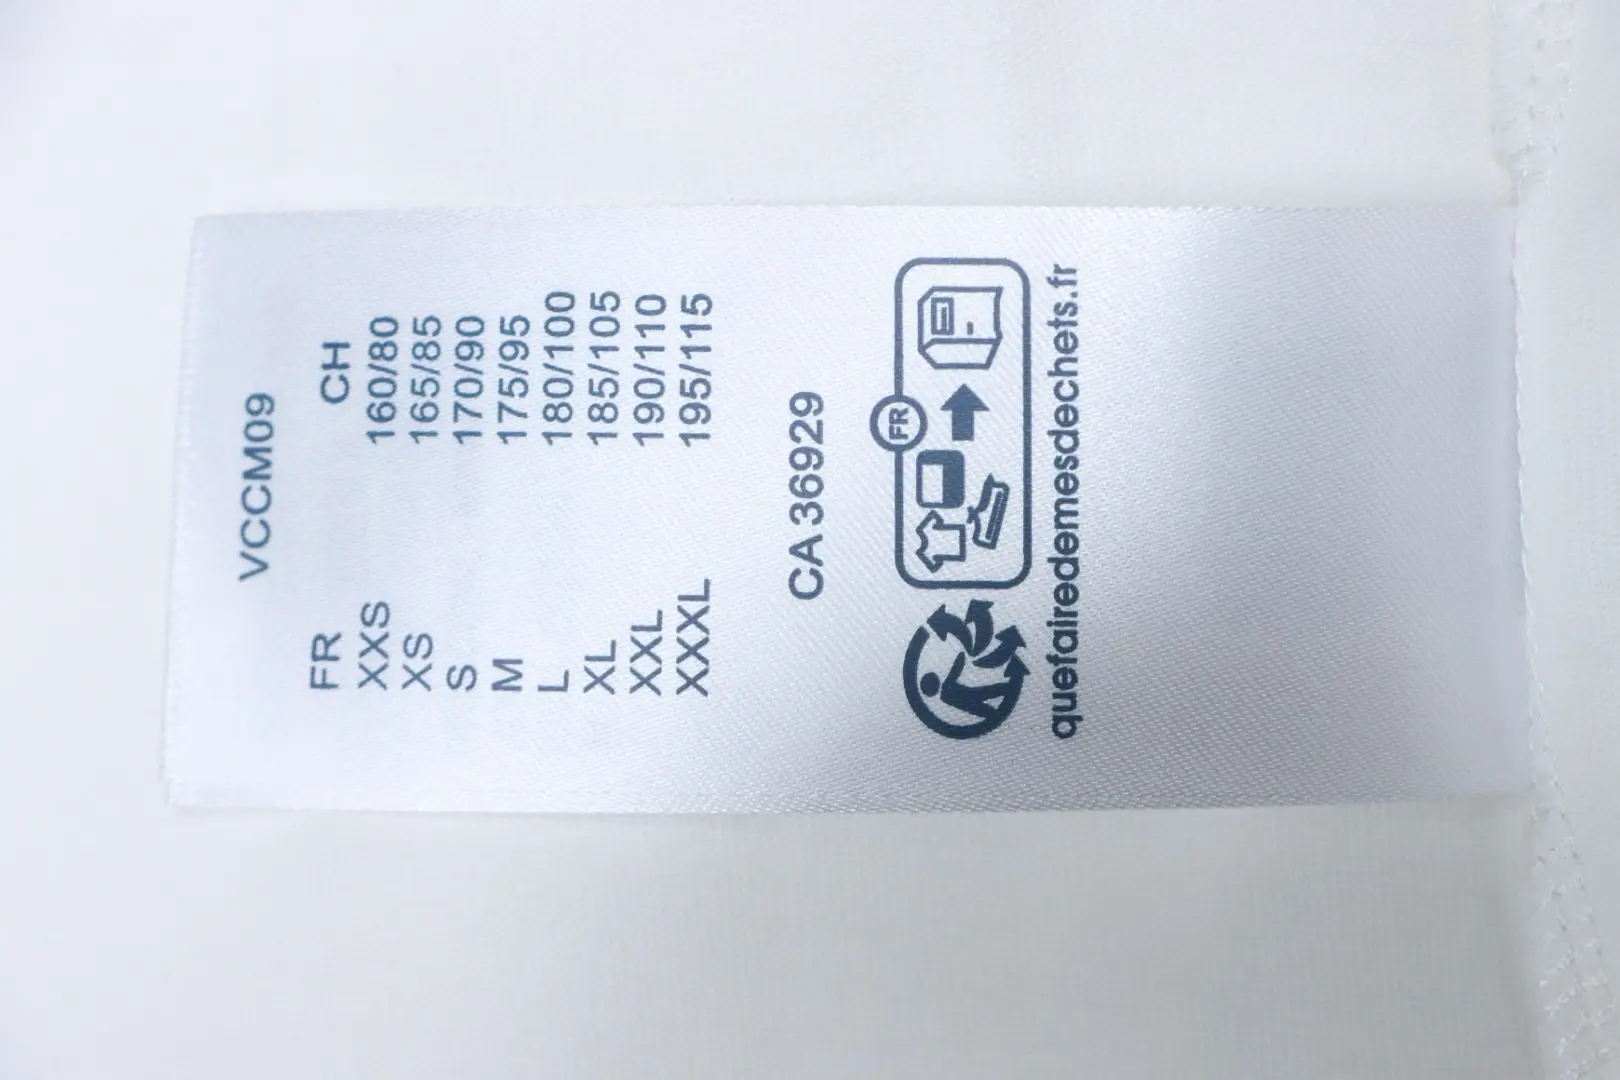 VCCM09
FR CH
XXS 160/80
XS 165/85
S 170/90
M 175/95
L 180/100
XL 185/105
XXL 190/110
XXXL 195/115
CA 36929
FR
quefairedemesdechets.fr